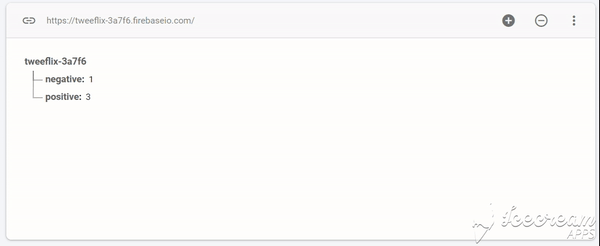 https://tweeflix-3a7f6.firebaseio.com/
tweeflix-3a7f6
negative: 1
positive: 3
Icecream
APPS